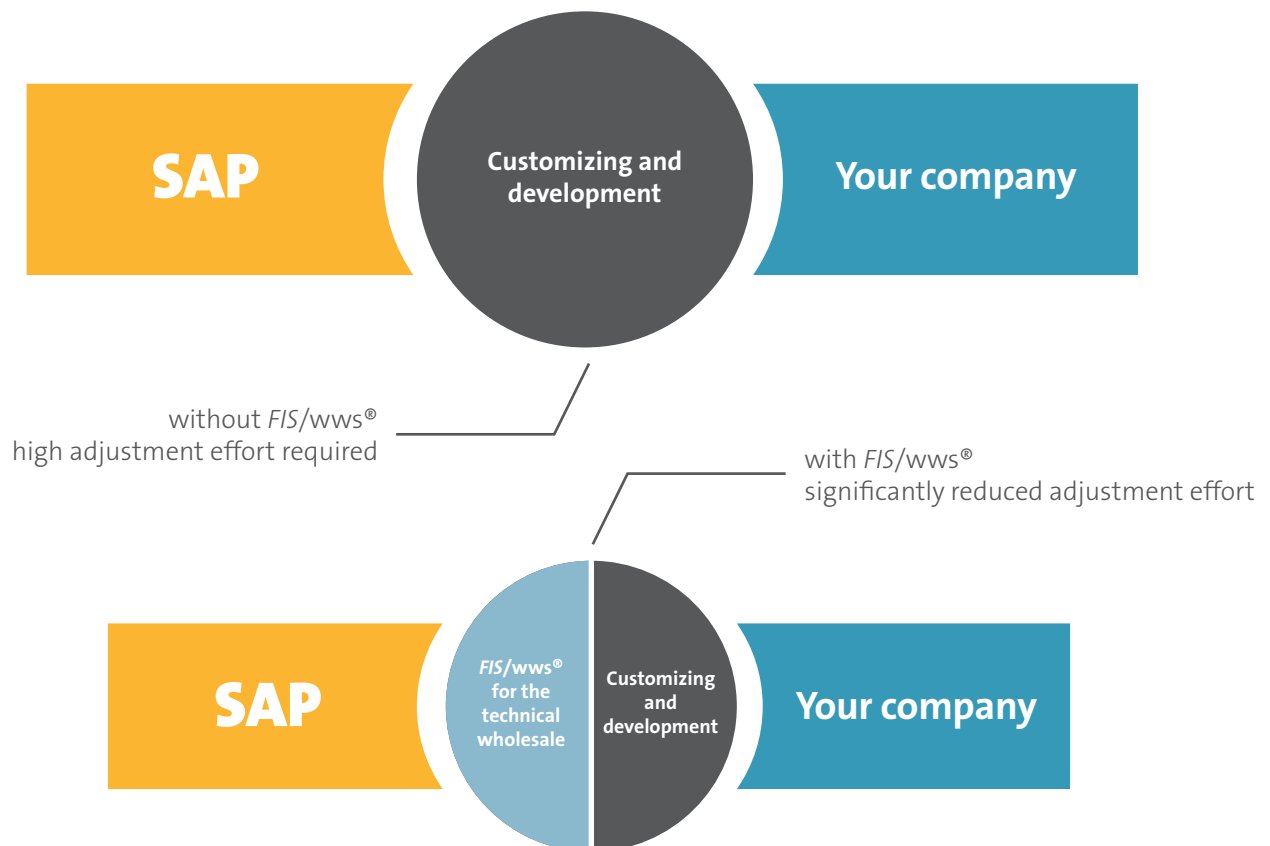 SAP
Customizing and
development
Your company
without FIS/wws®
high adjustment effort required
with FIS/wws®
significantly reduced adjustment effort
SAP
FIS/wws®
for the
technical
wholesale
Customizing
and
development
Your company